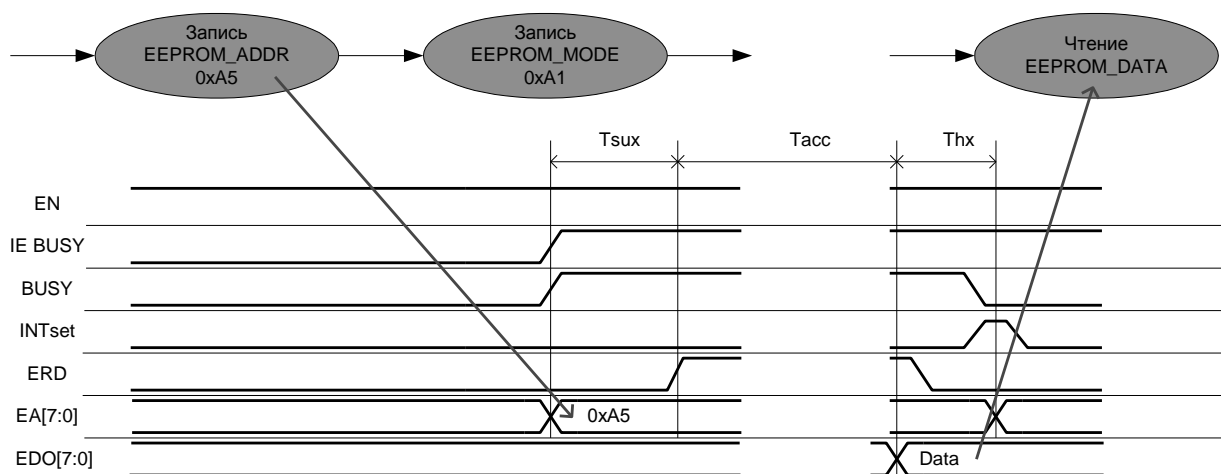 Запись
EEPROM_ADDR
0xA5
Запись
EEPROM_MODE
0xA1
Чтение
EEPROM_DATA
Tsux
Tacc
Thx
EN
IE BUSY
BUSY
INTset
ERD
EA[7:0]
0xA5
EDO[7:0]
Data